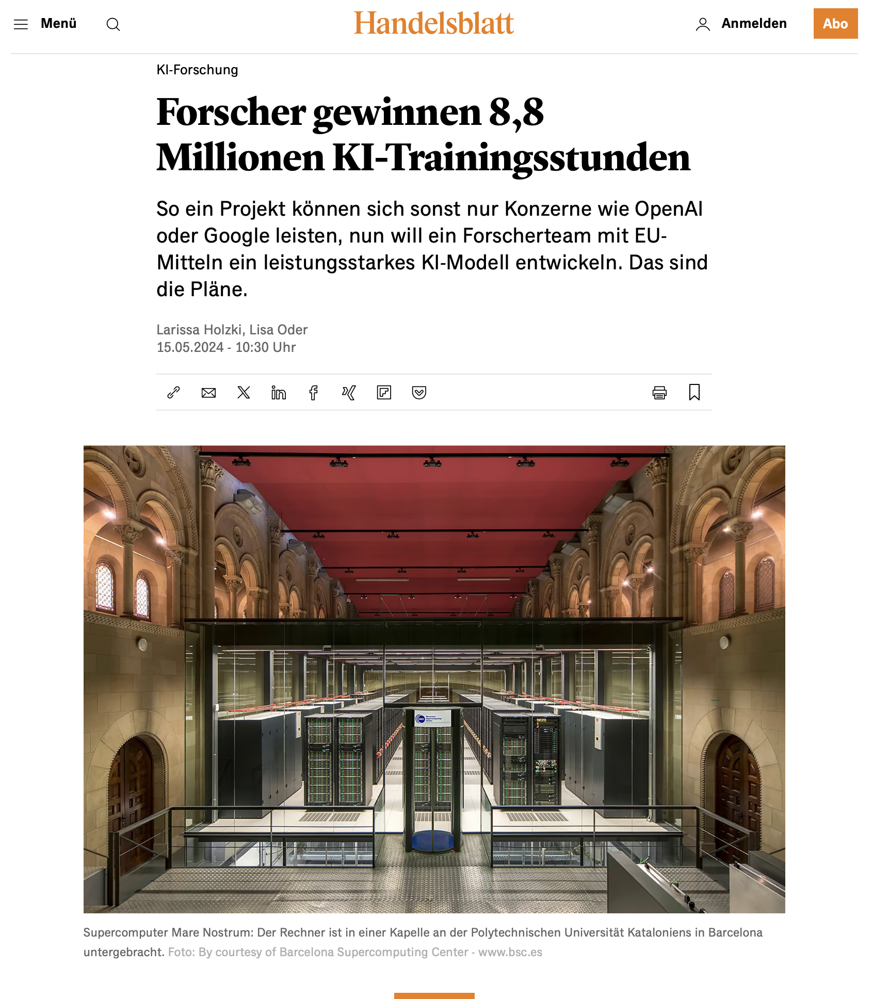 Menü
Handelsblatt
Anmelden
Abo
KI-Forschung
Forscher gewinnen 8,8
Millionen KI-Trainingsstunden
So ein Projekt können sich sonst nur Konzerne wie OpenAI
oder Google leisten, nun will ein Forscherteam mit EU-
Mitteln ein leistungsstarkes KI-Modell entwickeln. Das sind
die Pläne.
Larissa Holzki, Lisa Oder
15.05.2024 - 10:30 Uhr
BSC
Barcelona
Supercomputing
Center
Supercomputer Mare Nostrum: Der Rechner ist in einer Kapelle an der Polytechnischen Universität Kataloniens in Barcelona
untergebracht. Foto: By courtesy of Barcelona Supercomputing Center - www.bsc.es